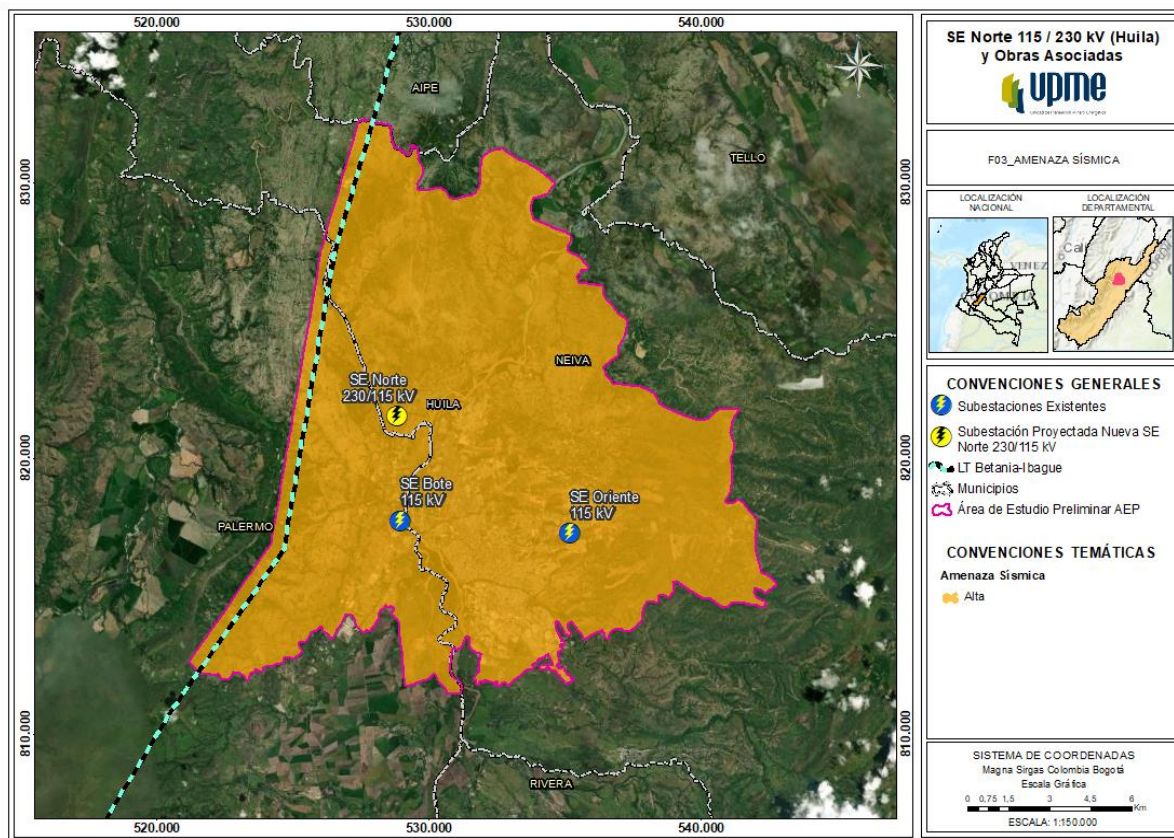 520.000
530.000
540.000
830.000
820.000
810.000
AIPE
TELLO
NEIVA
SE Norte
230/115 kV
HUILA
SE Bote
115 kV
SE Oriente
115 kV
PALERMO
RIVERA
830.000
820.000
810.000
520.000
530.000
540.000
SE Norte 115 / 230 kV (Huila)
y Obras Asociadas
upme
F03_AMENAZA SÍSMICA
LOCALIZACIÓN
NACIONAL
LOCALIZACIÓN
DEPARTAMENTAL
VENEZ
Cali
CONVENCIONES GENERALES
Subestaciones Existentes
Subestación Proyectada Nueva SE
Norte 230/115 kV
LT Betania-Ibague
Municipios
Área de Estudio Preliminar AEP
CONVENCIONES TEMÁTICAS
Amenaza Sísmica
Alta
SISTEMA DE COORDENADAS
Magna Sirgas Colombia Bogotá
Escala Gráfica
0 0,75 1,5 3 4,5 6
Km
ESCALA: 1:150.000